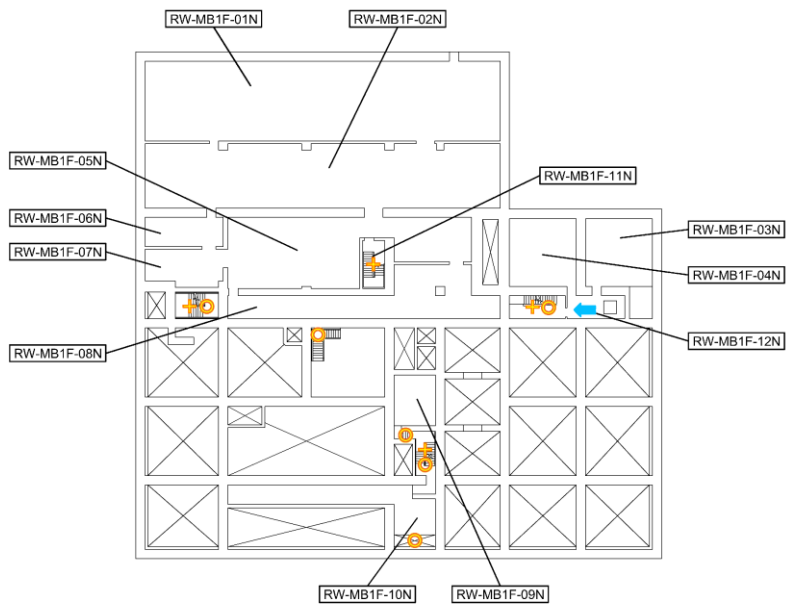 RW-MB1F-01N
RW-MB1F-02N
RW-MB1F-05N
RW-MB1F-11N
RW-MB1F-06N
RW-MB1F-03N
RW-MB1F-07N
RW-MB1F-04N
RW-MB1F-12N
RW-MB1F-08N
RW-MB1F-10N
RW-MB1F-09N